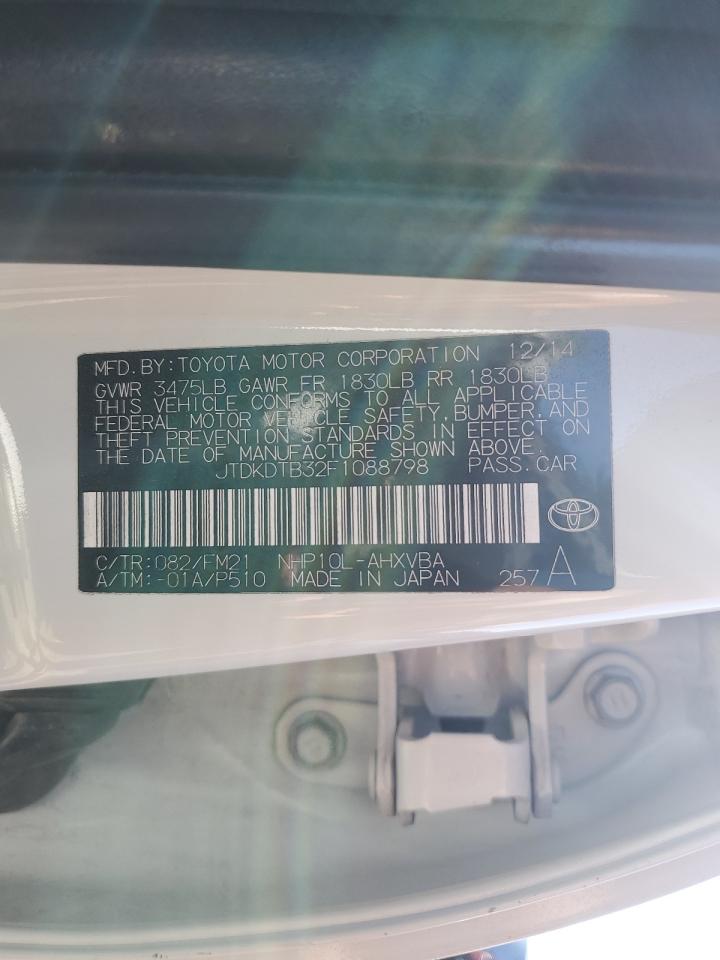 MFD.BY:TOYOTA MOTOR CORPORATION 12/14
GVWR 3475LB GAWR FR 1830LB RR 1830LB
THIS VEHICLE CONFORMS TO ALL APPLICABLE
FEDERAL MOTOR VEHICLE SAFETY,BUMPER,AND
THEFT PREVENTION STANDARDS IN EFFECT ON
THE DATE OF MANUFACTURE SHOWN ABOVE.
JTDKDTB32F1088798 PASS.CAR
C/TR:082/FM21 NHP10L-AHXVBA
A/TM:-01A/P510 MADE IN JAPAN 257 A